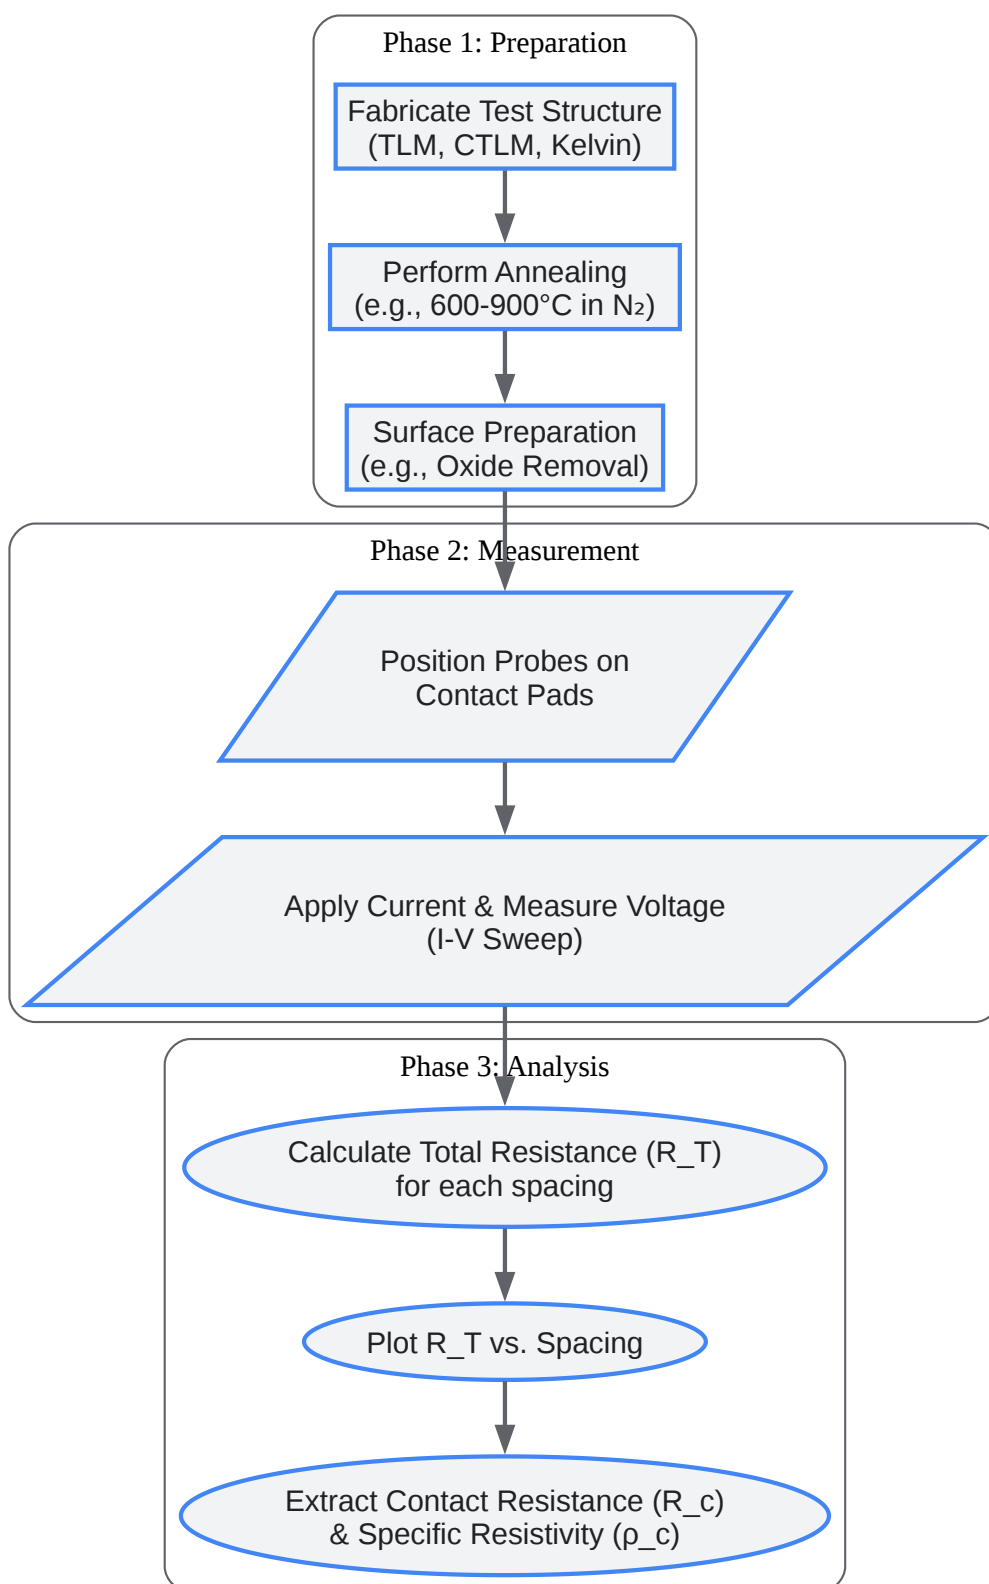 Phase 1: Preparation
Fabricate Test Structure
(TLM, CTLM, Kelvin)
Perform Annealing
(e.g., 600-900°C in N₂)
Surface Preparation
(e.g., Oxide Removal)
Phase 2: Measurement
Position Probes on
Contact Pads
Apply Current & Measure Voltage
(I-V Sweep)
Phase 3: Analysis
Calculate Total Resistance (R_T)
for each spacing
Plot R_T vs. Spacing
Extract Contact Resistance (R_c)
& Specific Resistivity (ρ_c)